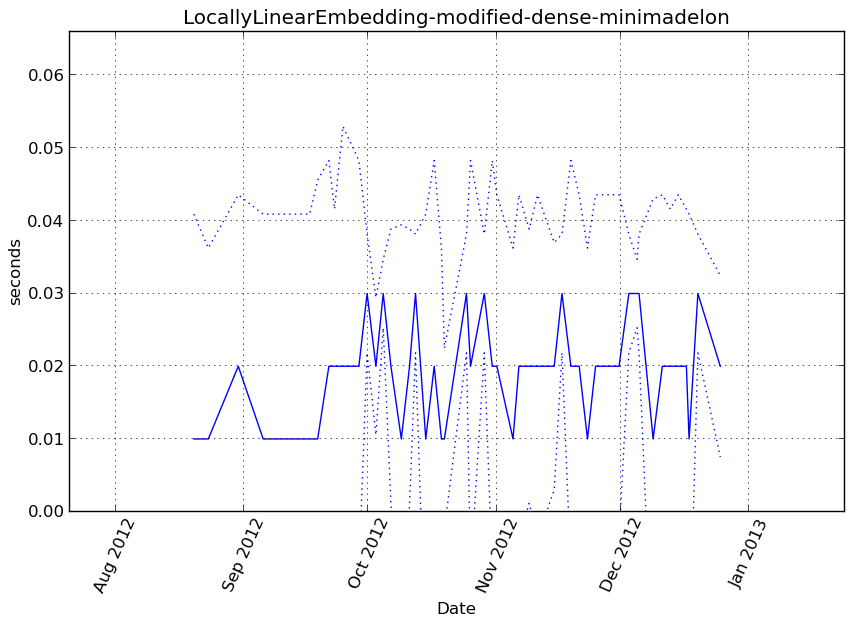 LocallyLinearEmbedding-modified-dense-minimadelon
0.06
0.05
0.04
0.03
0.02
0.01
0.00
seconds
Aug 2012
Sep 2012
Oct 2012
Nov 2012
Dec 2012
Jan 2013
Date